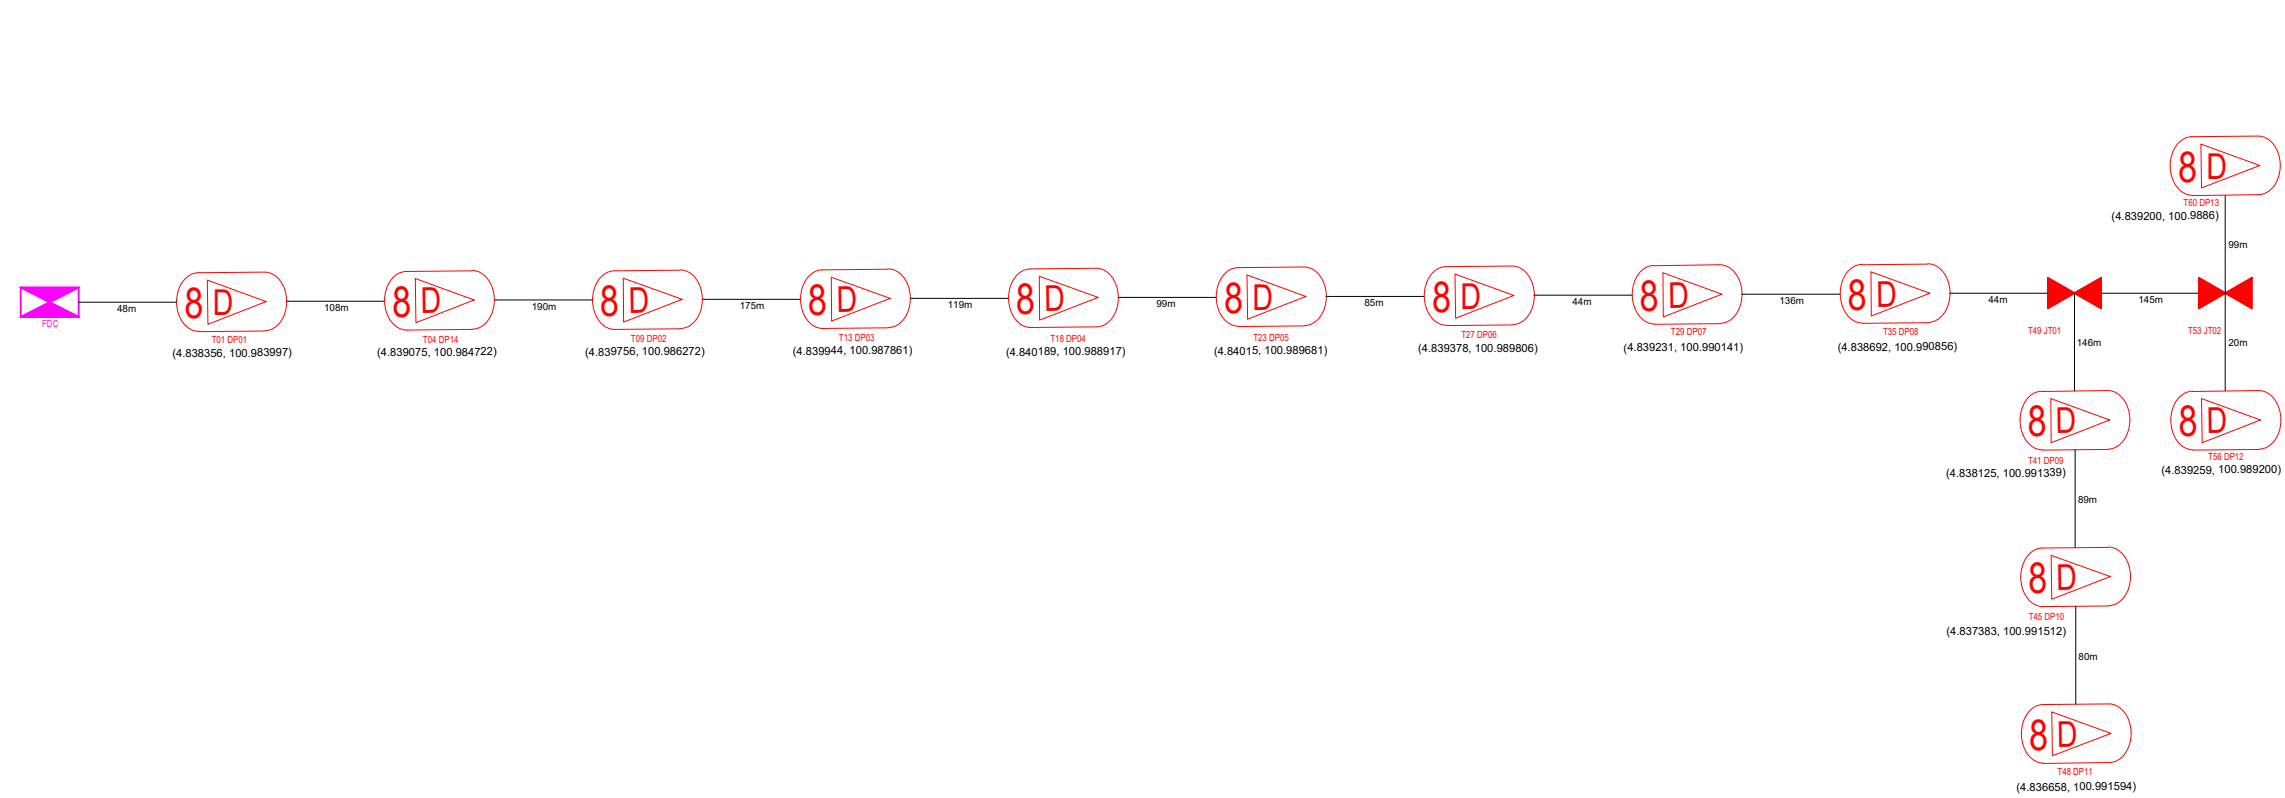 8 D
T60 DP13
(4.839200, 100.9886)
99m
FDC
48m
8 D
T01 DP01
(4.838356, 100.983997)
108m
8 D
T04 DP14
(4.839075, 100.984722)
190m
8 D
T09 DP02
(4.839756, 100.986272)
175m
8 D
T13 DP03
(4.839944, 100.987861)
119m
8 D
T18 DP04
(4.840189, 100.988917)
99m
8 D
T23 DP05
(4.84015, 100.989681)
85m
8 D
T27 DP06
(4.839378, 100.989806)
44m
8 D
T29 DP07
(4.839231, 100.990141)
136m
8 D
T35 DP08
(4.838692, 100.990856)
44m
T49 JT01
145m
T53 JT02
146m
20m
8 D
T41 DP09
(4.838125, 100.991339)
8 D
T56 DP12
(4.839259, 100.989200)
89m
8 D
T45 DP10
(4.837383, 100.991512)
80m
8 D
T48 DP11
(4.836658, 100.991594)